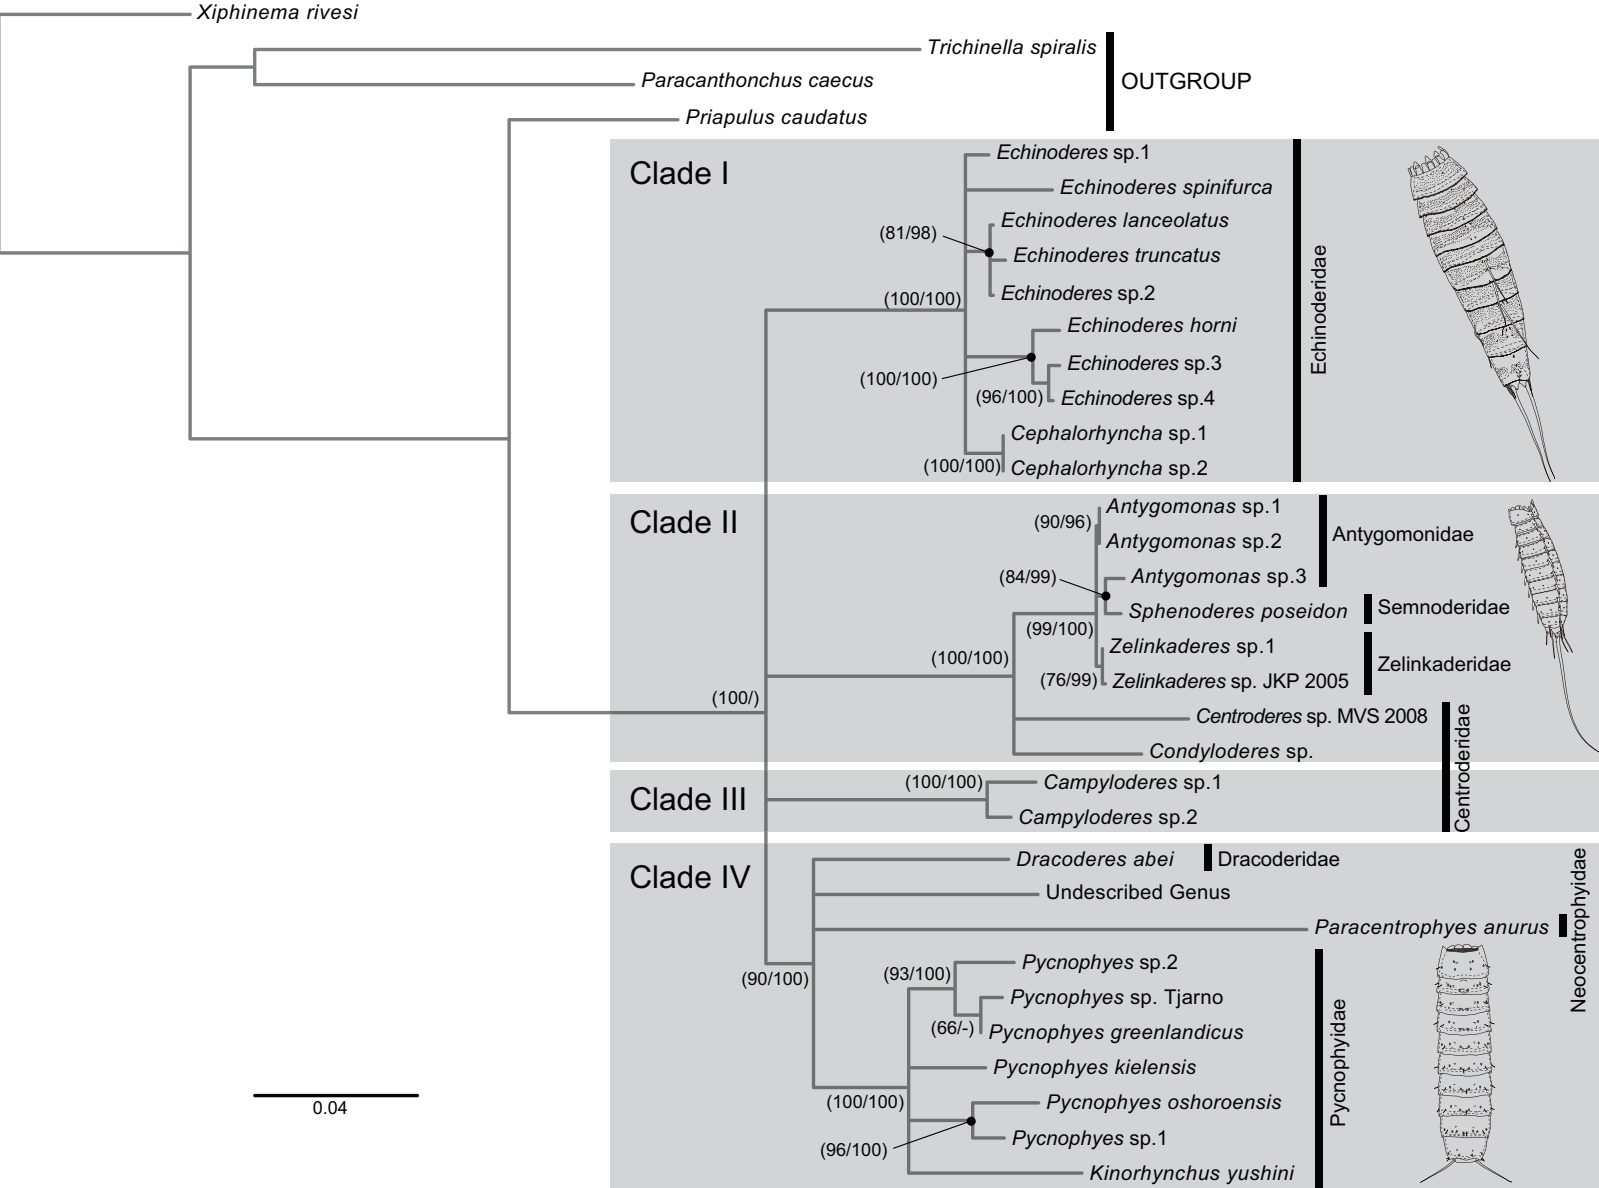 Xiphinema rivesi
Trichinella spiralis
Paracanthonchus caecus
OUTGROUP
Priapulus caudatus
Clade I
Echinoderes sp.1
Echinoderes spinifurca
Echinoderes lanceolatus
(81/98)
Echinoderes truncatus
Echinoderes sp.2
(100/100)
Echinoderes horni
Echinoderes sp.3
(100/100)
(96/100)
Echinoderes sp.4
Cephalorhyncha sp.1
(100/100)
Cephalorhyncha sp.2
Echinoderidae
Clade II
Antygomonas sp.1
(90/96)
Antygomonas sp.2
Antygomonidae
(84/99)
Antygomonas sp.3
Sphenoderes poseidon
Semnoderidae
(99/100)
Zelinkaderes sp.1
(100/100)
Zelinkaderidae
(76/99)
Zelinkaderes sp. JKP 2005
(100/)
Centroderes sp. MVS 2008
Condyloderes sp.
Centroderidae
Clade III
(100/100)
Campyloderes sp.1
Campyloderes sp.2
Clade IV
Dracoderes abei
Dracoderidae
Undescribed Genus
Paracentrophyes anurus
Neocentrophyidae
(90/100)
Pycnophyes sp.2
(93/100)
Pycnophyes sp. Tjarno
(66/-)
Pycnophyes greenlandicus
Pycnophyes kielensis
(100/100)
Pycnophyes oshoroensis
Pycnophyes sp.1
(96/100)
Kinorhynchus yushini
Pycnophyidae
0.04